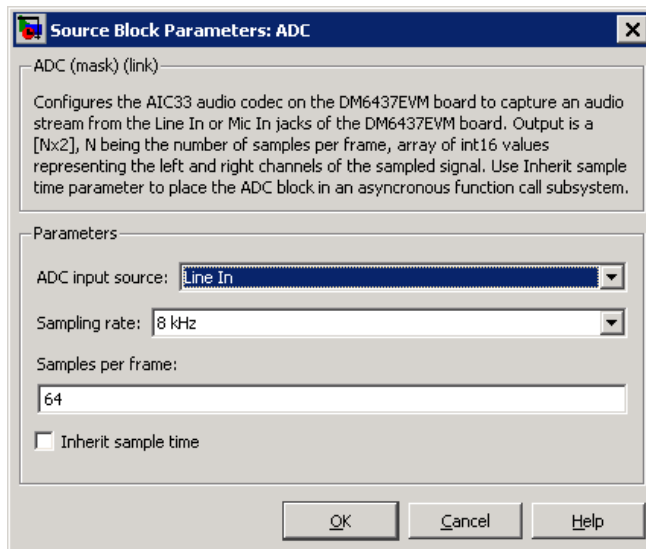 Source Block Parameters: ADC
ADC (mask) (link)
Configures the AIC33 audio codec on the DM6437EVM board to capture an audio
stream from the Line In or Mic In jacks of the DM6437EVM board. Output is a
[Nx2], N being the number of samples per frame, array of int16 values
representing the left and right channels of the sampled signal. Use Inherit sample
time parameter to place the ADC block in an asyncronous function call subsystem.
Parameters
ADC input source: Line In
Sampling rate: 8 kHz
Samples per frame:
64
Inherit sample time
OK Cancel Help